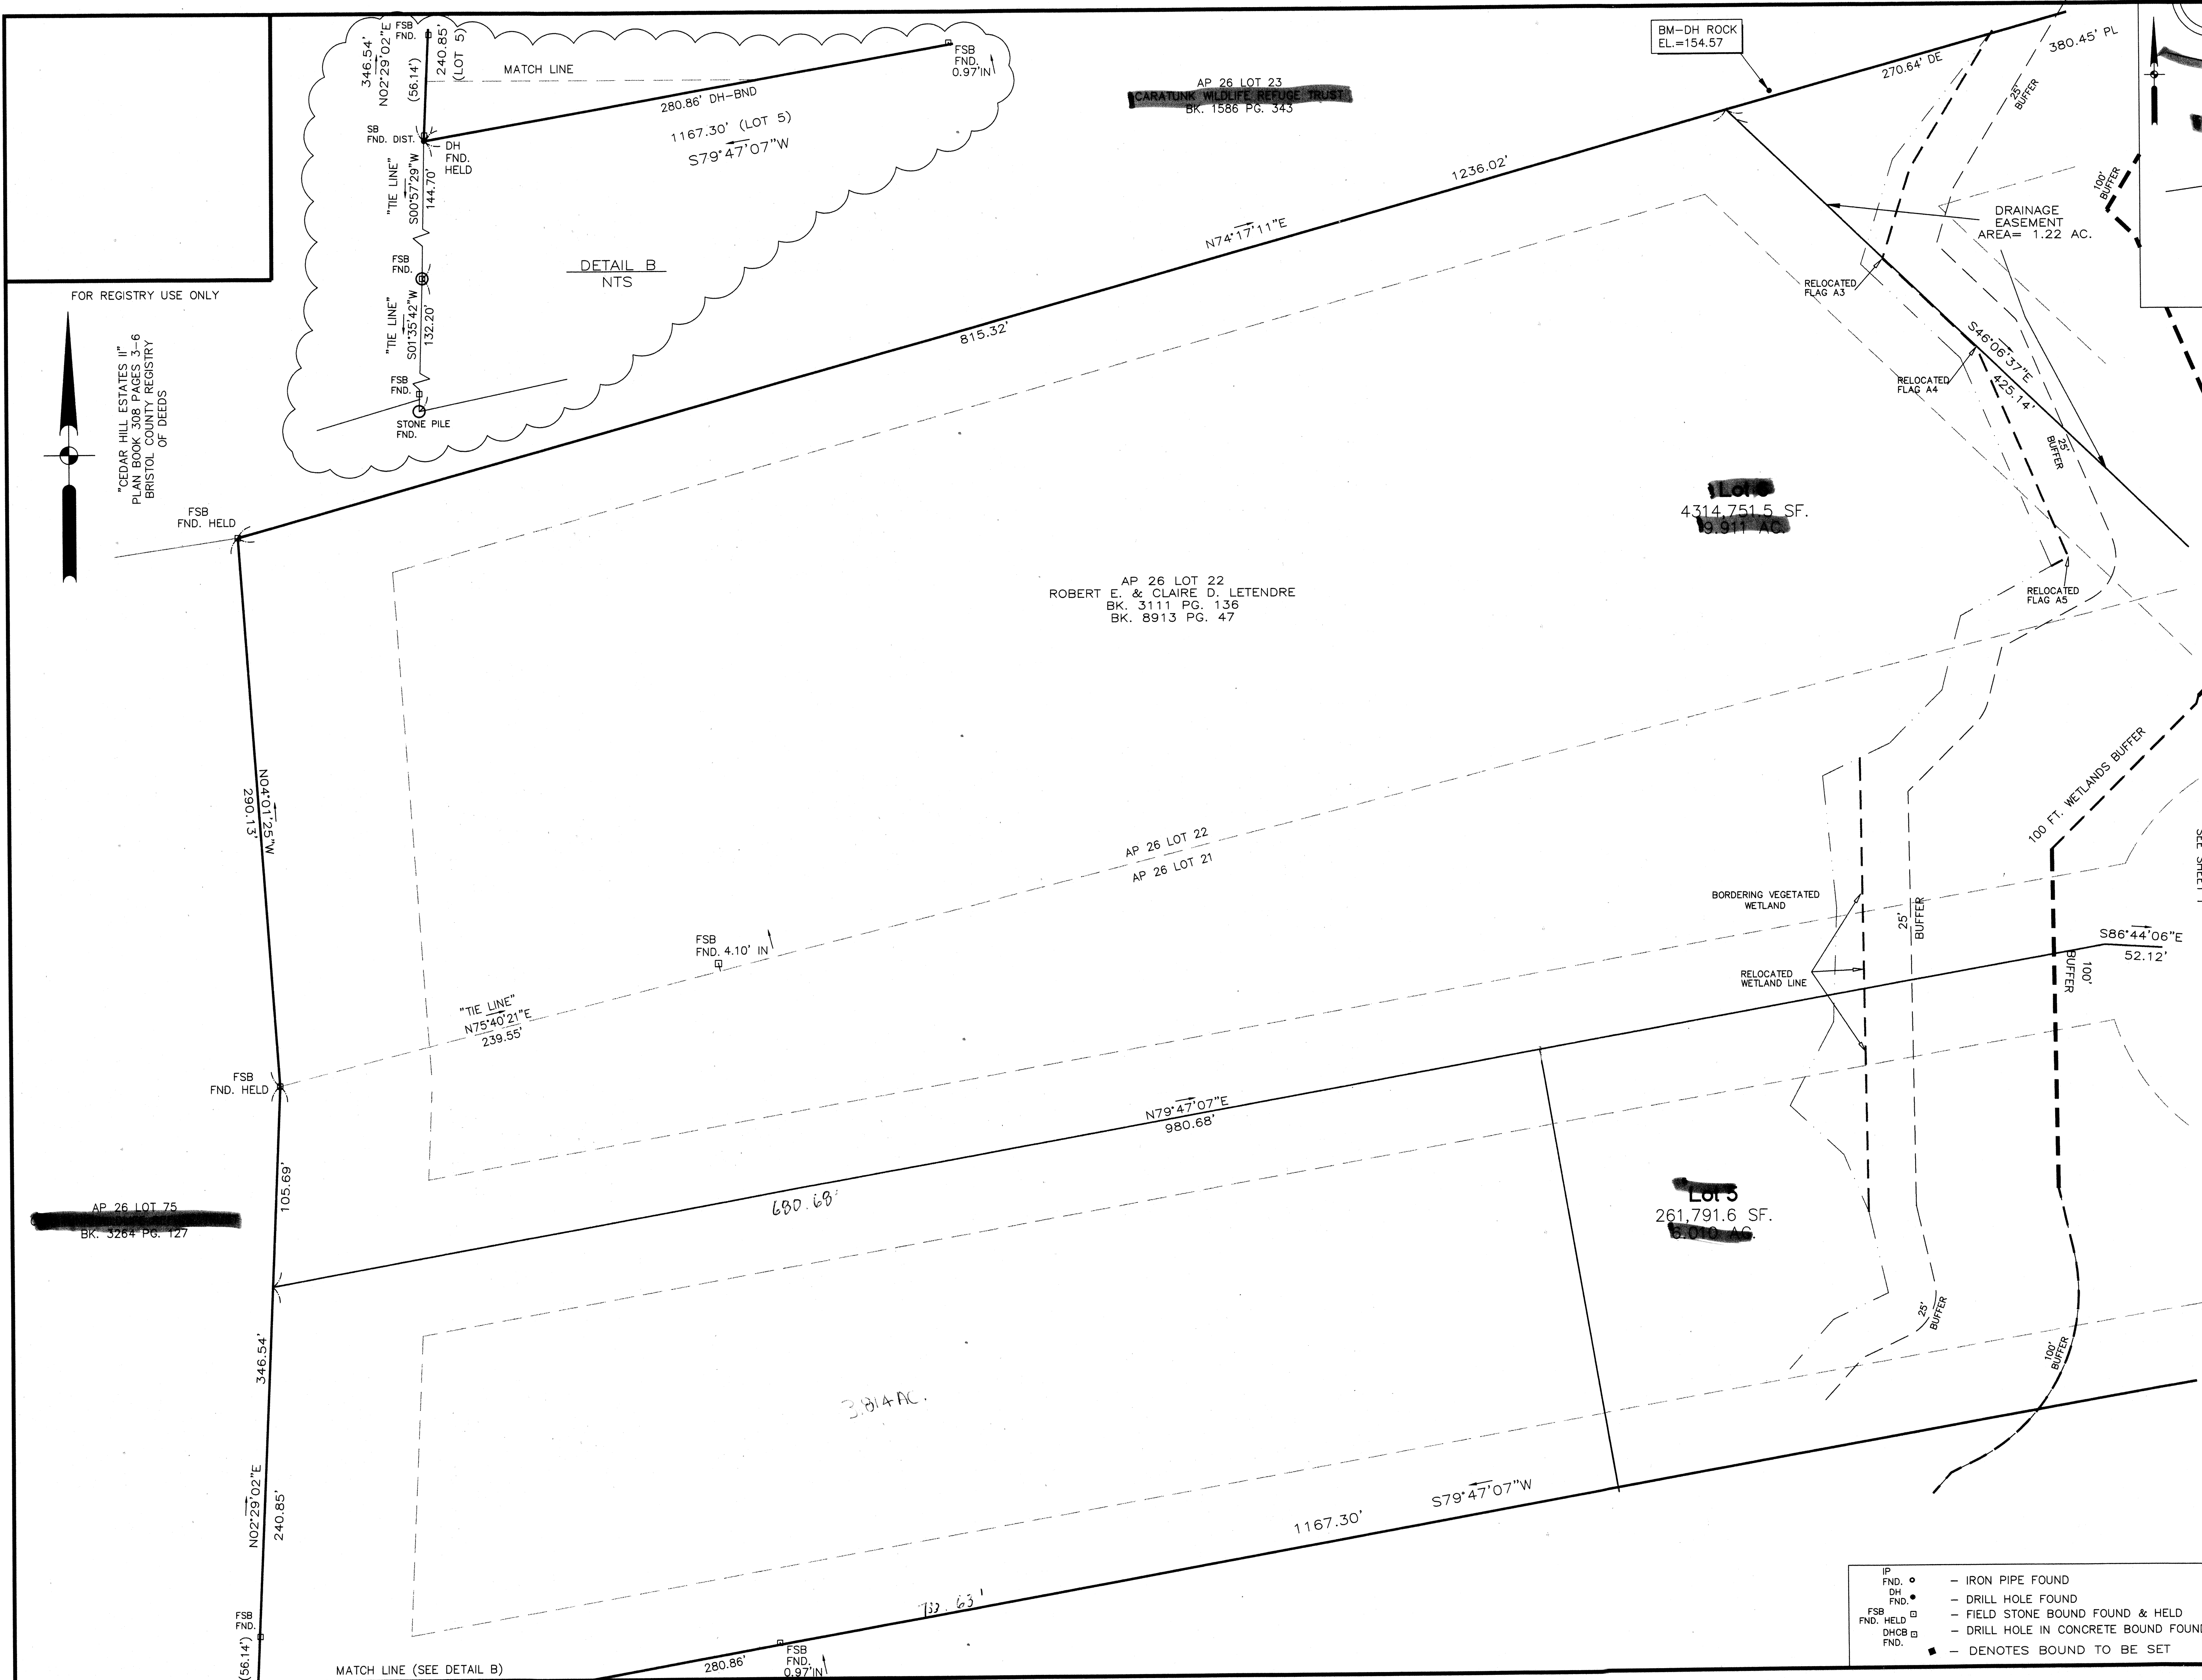 FOR REGISTRY USE ONLY
"CEDAR HILL ESTATES II"
PLAN BOOK 308 PAGES 3-6
BRISTOL COUNTY REGISTRY
OF DEEDS
346.54'
N02°29'02"E
(56.14')
FSB
FND.
240.85'
(LOT 5)
MATCH LINE
FSB
FND.
0.97'IN
280.86' DH-BND
1167.30' (LOT 5)
S79°47'07"W
SB
FND. DIST.
DH
FND.
HELD
"TIE LINE"
S00°57'29"W
144.70'
FSB
FND.
DETAIL B
NTS
"TIE LINE"
S01°35'42"W
132.20'
FSB
FND.
STONE PILE
FND.
AP 26 LOT 23
CARATUNK WILDLIFE REFUGE TRUST
BK. 1586 PG. 343
BM-DH ROCK
EL.=154.57
380.45' PL
270.64' DE
25'
BUFFER
100'
BUFFER
1236.02'
N74°17'11"E
815.32'
DRAINAGE
EASEMENT
AREA= 1.22 AC.
RELOCATED
FLAG A3
S46°06'37"E
425.14'
RELOCATED
FLAG A4
25'
BUFFER
RELOCATED
FLAG A5
FSB
FND. HELD
Lot
4314,751.5 SF.
9.911 AC.
AP 26 LOT 22
ROBERT E. & CLAIRE D. LETENDRE
BK. 3111 PG. 136
BK. 8913 PG. 47
N04°01'25"W
290.13'
100 FT. WETLANDS BUFFER
AP 26 LOT 22
AP 26 LOT 21
SEE SHEET
BORDERING VEGETATED
WETLAND
25'
BUFFER
RELOCATED
WETLAND LINE
S86°44'06"E
52.12'
100'
BUFFER
FSB
FND. 4.10' IN
"TIE LINE"
N75°40'21"E
239.55'
FSB
FND. HELD
N79°47'07"E
980.68'
680.68'
105.69'
AP 26 LOT 75
BK. 3264 PG. 127
Lot 5
261,791.6 SF.
6.010 AC.
25'
BUFFER
100'
BUFFER
346.54'
3.814 AC.
N02°29'02"E
240.85'
S79°47'07"W
1167.30'
FSB
FND.
(56.14')
MATCH LINE (SEE DETAIL B)
280.86'
FSB
FND.
0.97'IN
IP
FND. - IRON PIPE FOUND
DH
FND. - DRILL HOLE FOUND
FSB
FND. HELD - FIELD STONE BOUND FOUND & HELD
DHCB
FND. - DRILL HOLE IN CONCRETE BOUND FOUND
- DENOTES BOUND TO BE SET